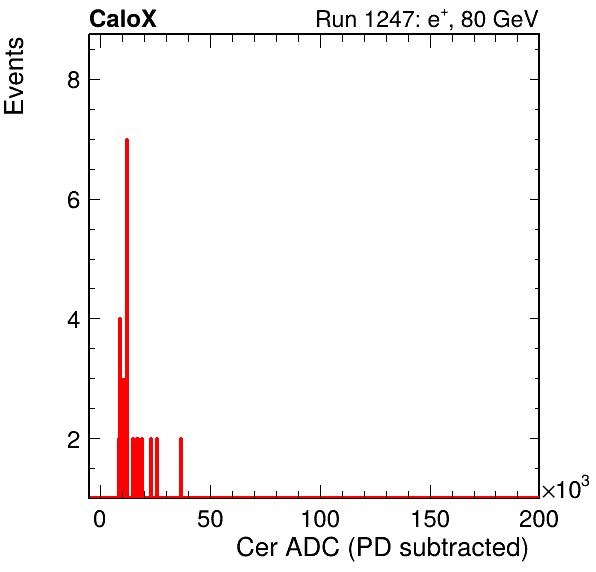 CaloX Run 1247: e+, 80 GeV
Events
8
6
4
2
×10³
0 50 100 150 200
Cer ADC (PD subtracted)